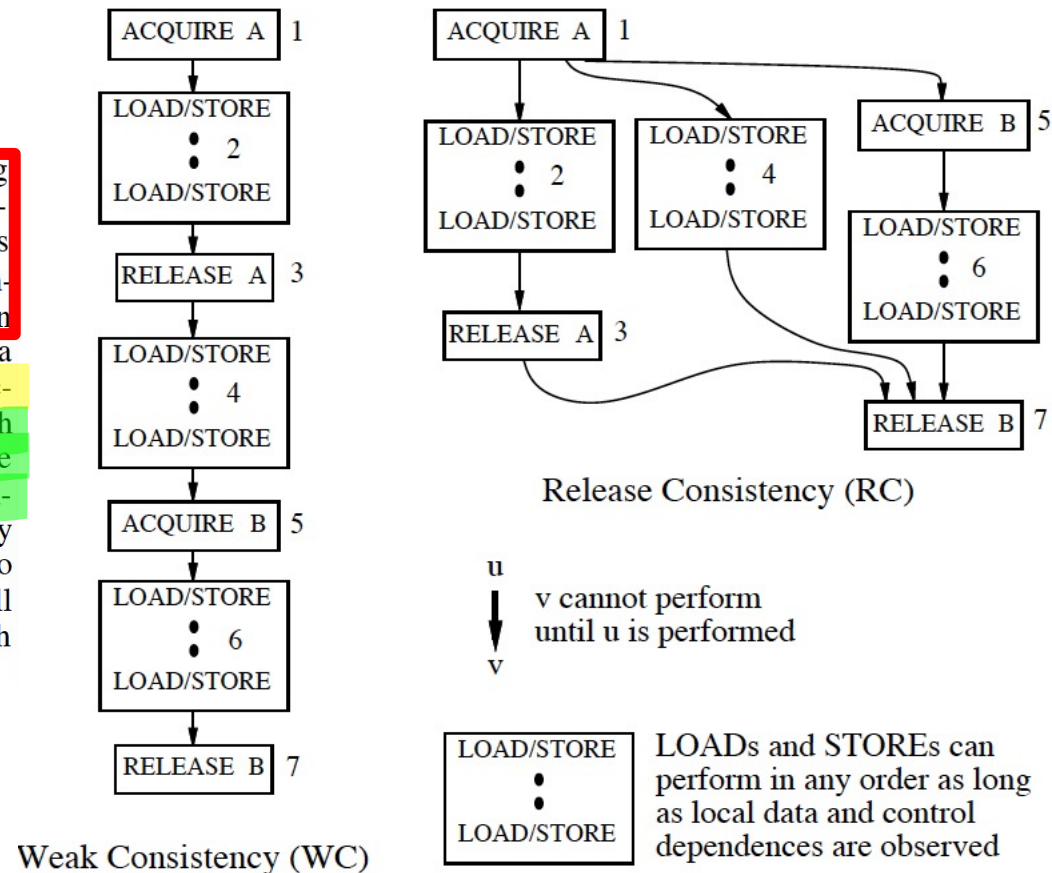 ACQUIRE A 1
LOAD/STORE
2
LOAD/STORE
RELEASE A 3
LOAD/STORE
4
LOAD/STORE
ACQUIRE B 5
LOAD/STORE
6
LOAD/STORE
RELEASE B 7
Weak Consistency (WC)
ACQUIRE A 1
LOAD/STORE
2
LOAD/STORE
RELEASE A 3
LOAD/STORE
4
LOAD/STORE
ACQUIRE B 5
LOAD/STORE
6
LOAD/STORE
RELEASE B 7
Release Consistency (RC)
u
v cannot perform
until u is performed
v
LOAD/STORE
LOAD/STORE
LOADs and STOREs can
perform in any order as long
as local data and control
dependences are observed